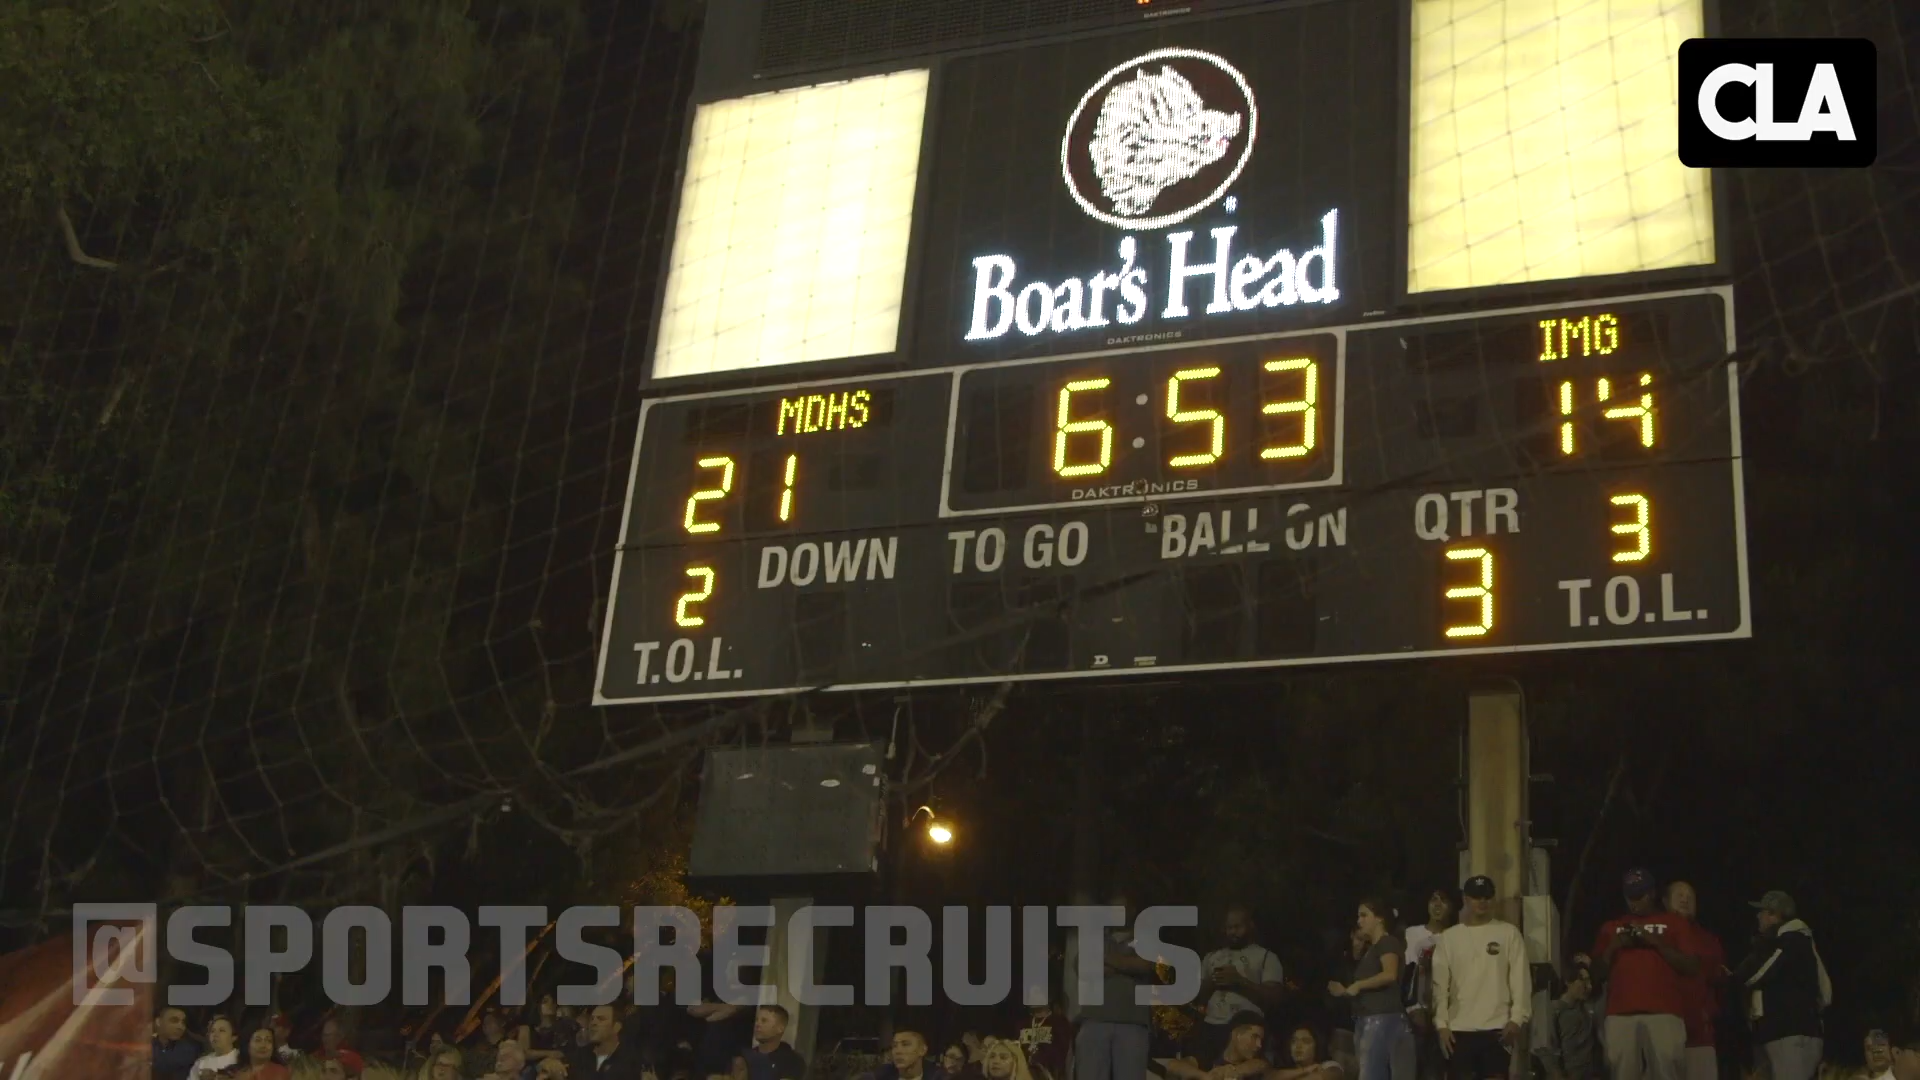 DAKTRONICS
CLA
Boar's Head
DAKTRONICS
MDHS
6:53
IMG
21
14
DAKTRONICS
DOWN
TO GO
BALL ON
QTR
3
2
3
T.O.L.
T.O.L.
@SPORTSRECRUITS